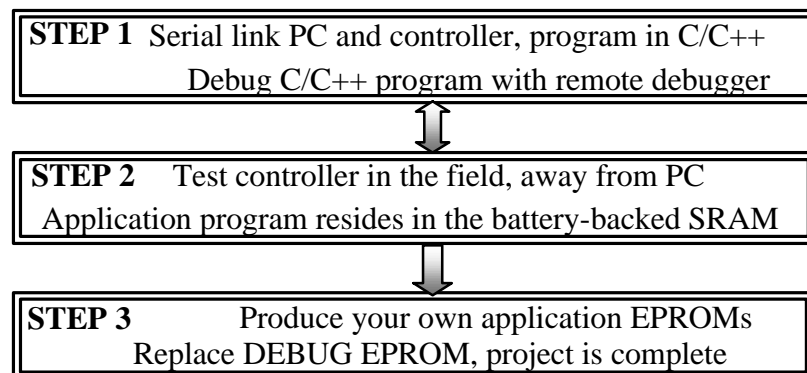 STEP 1 Serial link PC and controller, program in C/C++
Debug C/C++ program with remote debugger
STEP 2 Test controller in the field, away from PC
Application program resides in the battery-backed SRAM
STEP 3 Produce your own application EPROMs
Replace DEBUG EPROM, project is complete